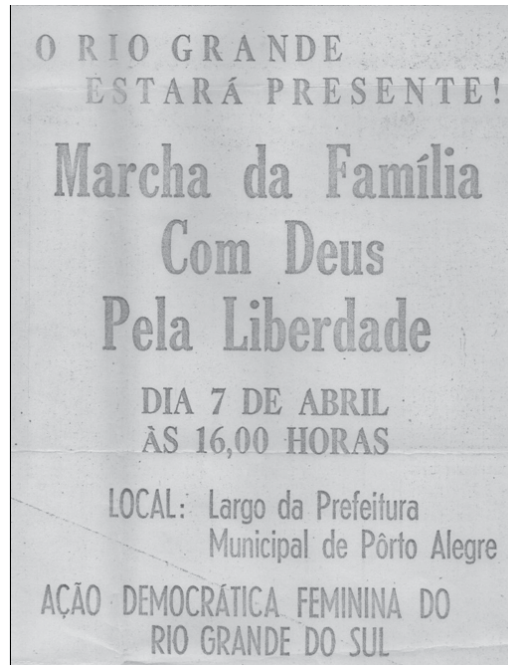 O RIO GRANDE
ESTARÁ PRESENTE!
Marcha da Família
Com Deus
Pela Liberdade
DIA 7 DE ABRIL
ÀS 16,00 HORAS
LOCAL: Largo da Prefeitura
Municipal de Pôrto Alegre
AÇÃO DEMOCRÁTICA FEMININA DO
RIO GRANDE DO SUL